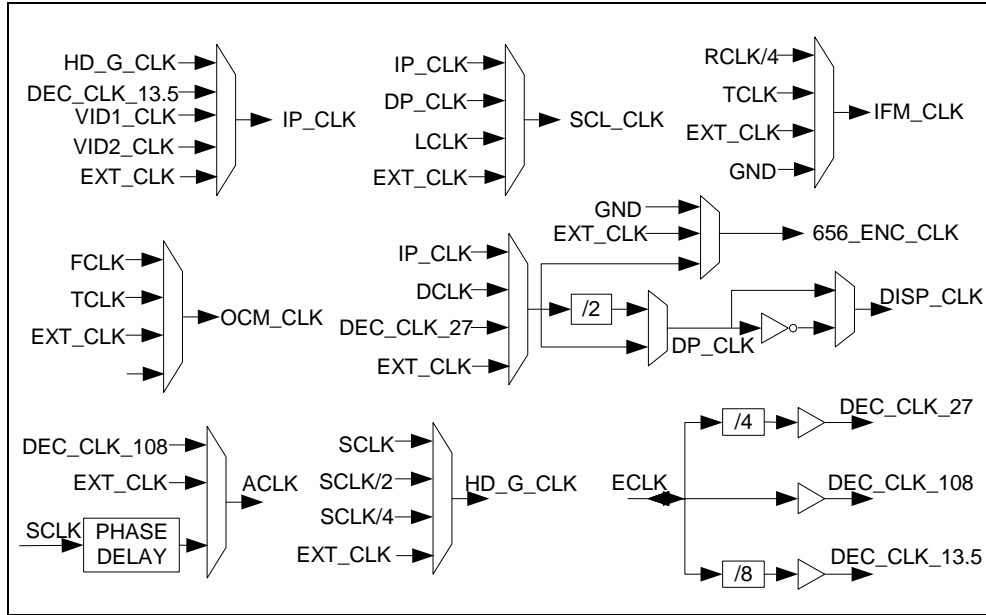 HD_G_CLK
DEC_CLK_13.5
VID1_CLK
VID2_CLK
EXT_CLK
IP_CLK
IP_CLK
DP_CLK
LCLK
EXT_CLK
SCL_CLK
RCLK/4
TCLK
EXT_CLK
GND
IFM_CLK
FCLK
TCLK
EXT_CLK
OCM_CLK
IP_CLK
DCLK
DEC_CLK_27
EXT_CLK
GND
EXT_CLK
656_ENC_CLK
/2
DP_CLK
DISP_CLK
DEC_CLK_108
EXT_CLK
SCLK
PHASE
DELAY
ACLK
SCLK
SCLK/2
SCLK/4
EXT_CLK
HD_G_CLK
ECLK
/4
DEC_CLK_27
DEC_CLK_108
/8
DEC_CLK_13.5